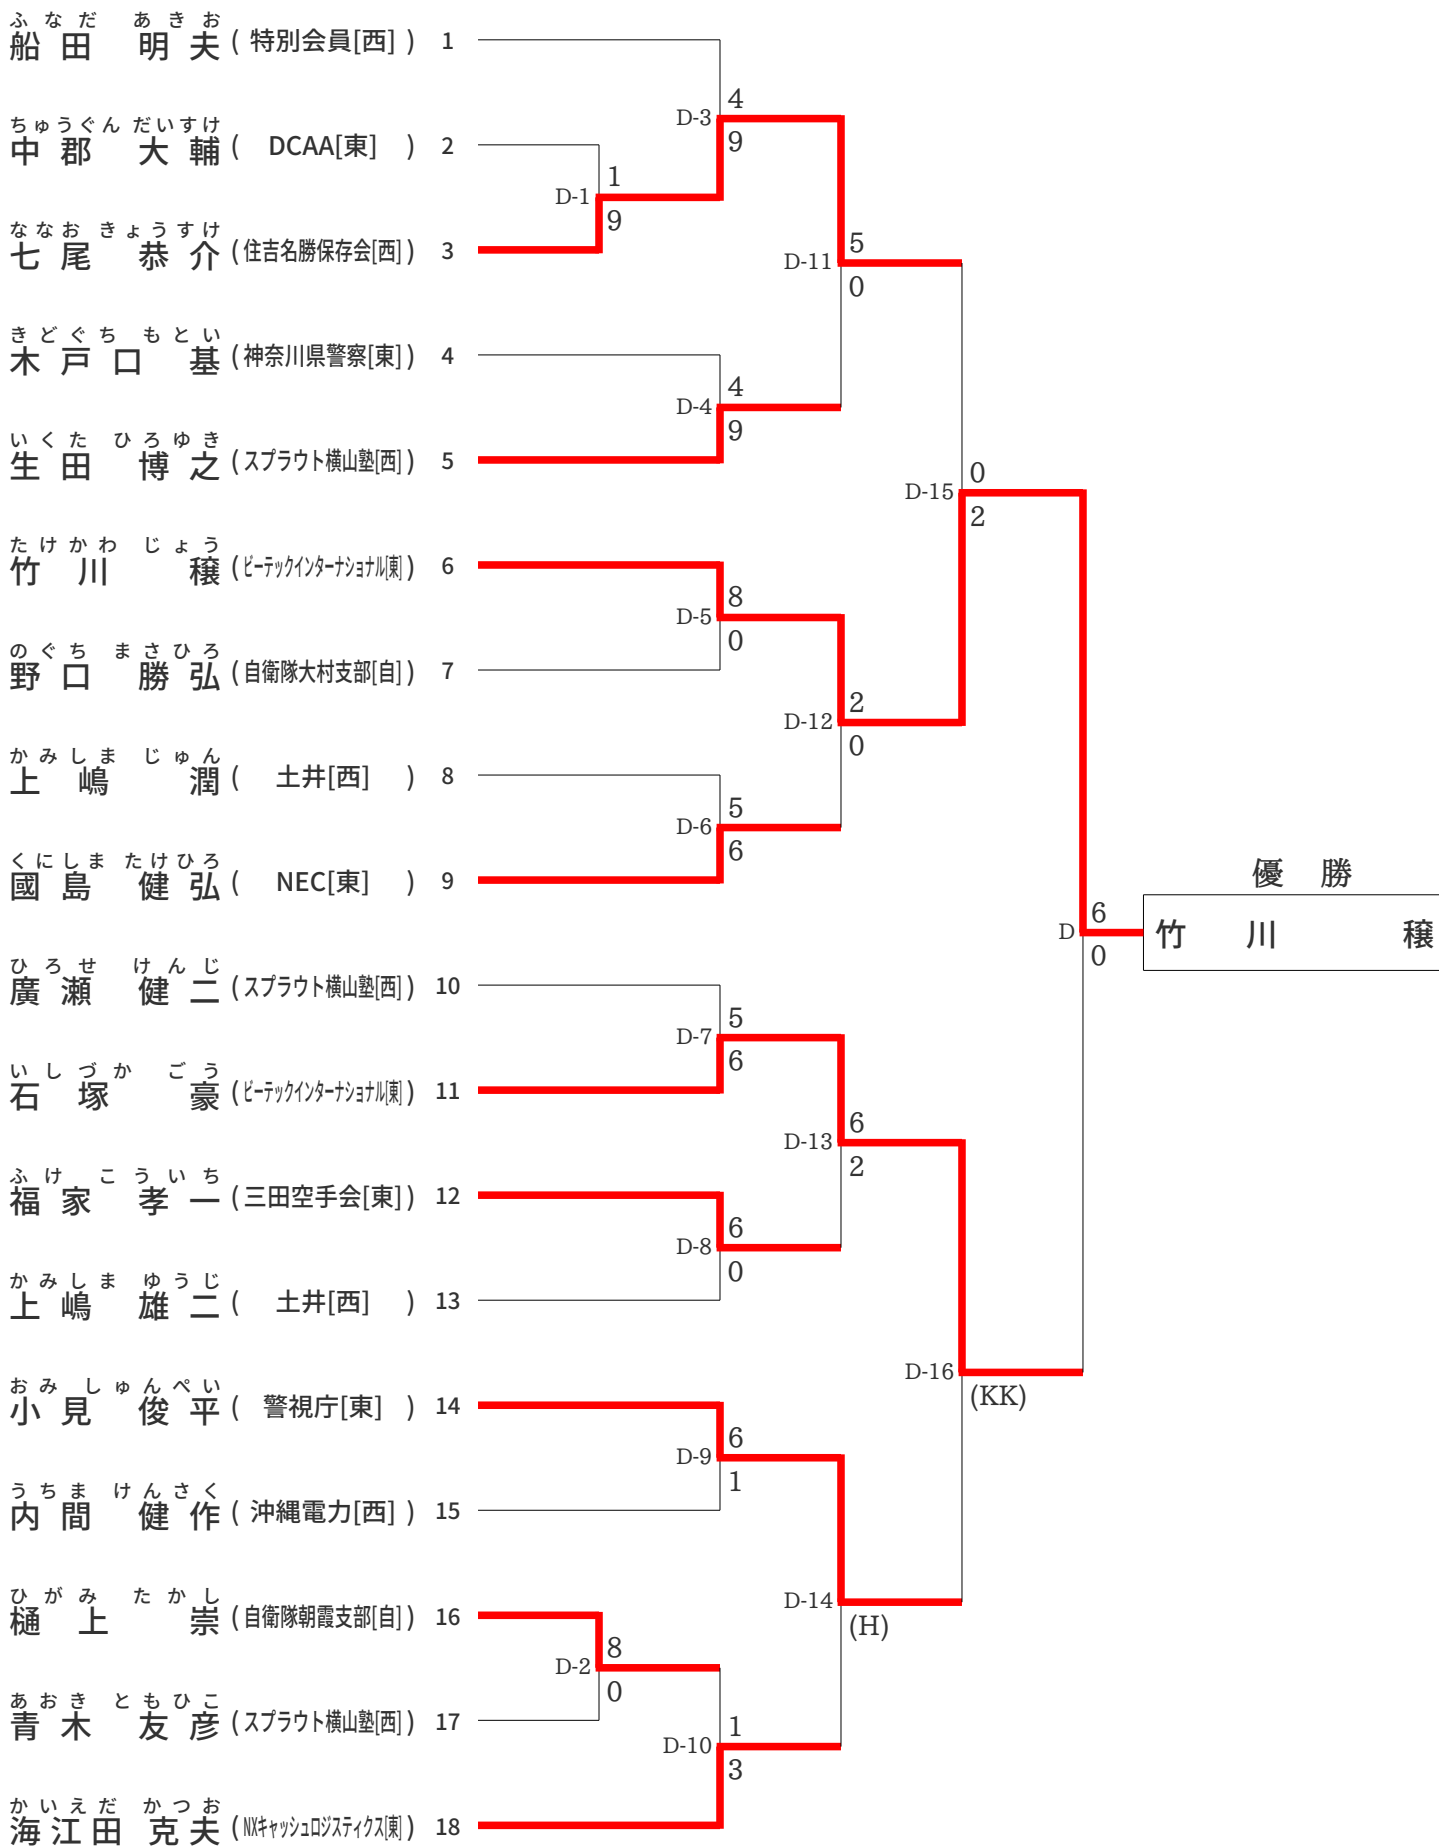 ふなだ あきお
船田 明夫 ( 特別会員[西] ) 1
ちゅうぐん だいすけ
中郡 大輔 ( DCAA[東] ) 2
ななお きょうすけ
七尾 恭介 ( 住吉名勝保存会[西] ) 3
きどぐち もとい
木戸口 基 ( 神奈川県警察[東] ) 4
いくた ひろゆき
生田 博之 ( スプラウト横山塾[西] ) 5
たけかわ じょう
竹川 穣 ( ビーテックインターナショナル[東] ) 6
のぐち まさひろ
野口 勝弘 ( 自衛隊大村支部[自] ) 7
かみしま じゅん
上嶋 潤 ( 土井[西] ) 8
くにしま たけひろ
國島 健弘 ( NEC[東] ) 9
ひろせ けんじ
廣瀬 健二 ( スプラウト横山塾[西] ) 10
いしづか ごう
石塚 豪 ( ビーテックインターナショナル[東] ) 11
ふけ こういち
福家 孝一 ( 三田空手会[東] ) 12
かみしま ゆうじ
上嶋 雄二 ( 土井[西] ) 13
おみ しゅんぺい
小見 俊平 ( 警視庁[東] ) 14
うちま けんさく
内間 健作 ( 沖縄電力[西] ) 15
ひがみ たかし
樋上 崇 ( 自衛隊朝霞支部[自] ) 16
あおき ともひこ
青木 友彦 ( スプラウト横山塾[西] ) 17
かいえだ かつお
海江田 克夫 ( NXキャッシュロジスティクス[東] ) 18
1
D-1
9
8
D-2
0
4
D-3
9
4
D-4
9
8
D-5
0
5
D-6
6
5
D-7
6
6
D-8
0
6
D-9
1
1
D-10
3
5
D-11
0
2
D-12
0
6
D-13
2
D-14
(H)
0
D-15
2
D-16
(KK)
6
D
0
優 勝
竹 川 穣